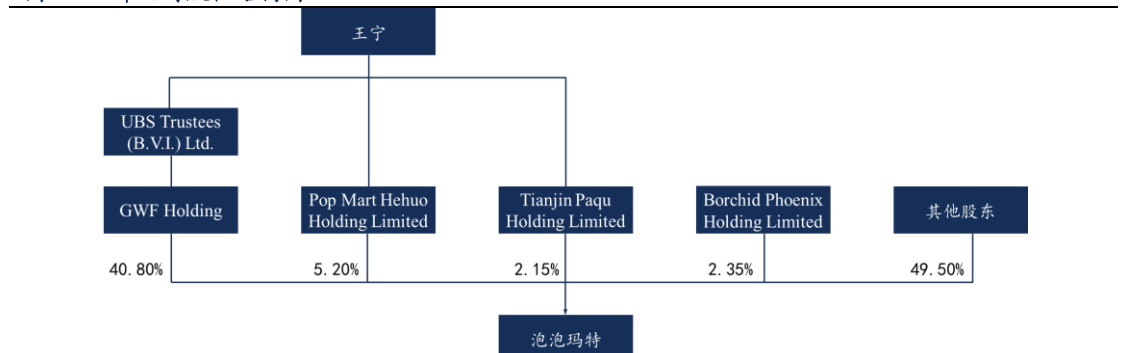 王宁
UBS Trustees
(B.V.I.) Ltd.
GWF Holding
Pop Mart Hehuo
Holding Limited
Tianjin Paqu
Holding Limited
Borchid Phoenix
Holding Limited
其他股东
40.80%
5.20%
2.15%
2.35%
49.50%
泡泡玛特